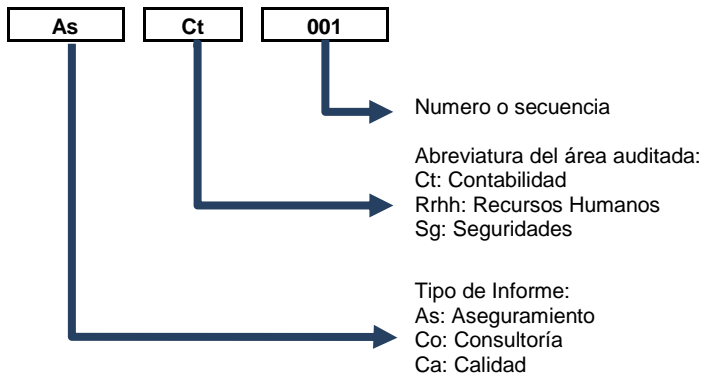 As Ct 001
Numero o secuencia
Abreviatura del área auditada:
Ct: Contabilidad
Rrhh: Recursos Humanos
Sg: Seguridades
Tipo de Informe:
As: Aseguramiento
Co: Consultoría
Ca: Calidad